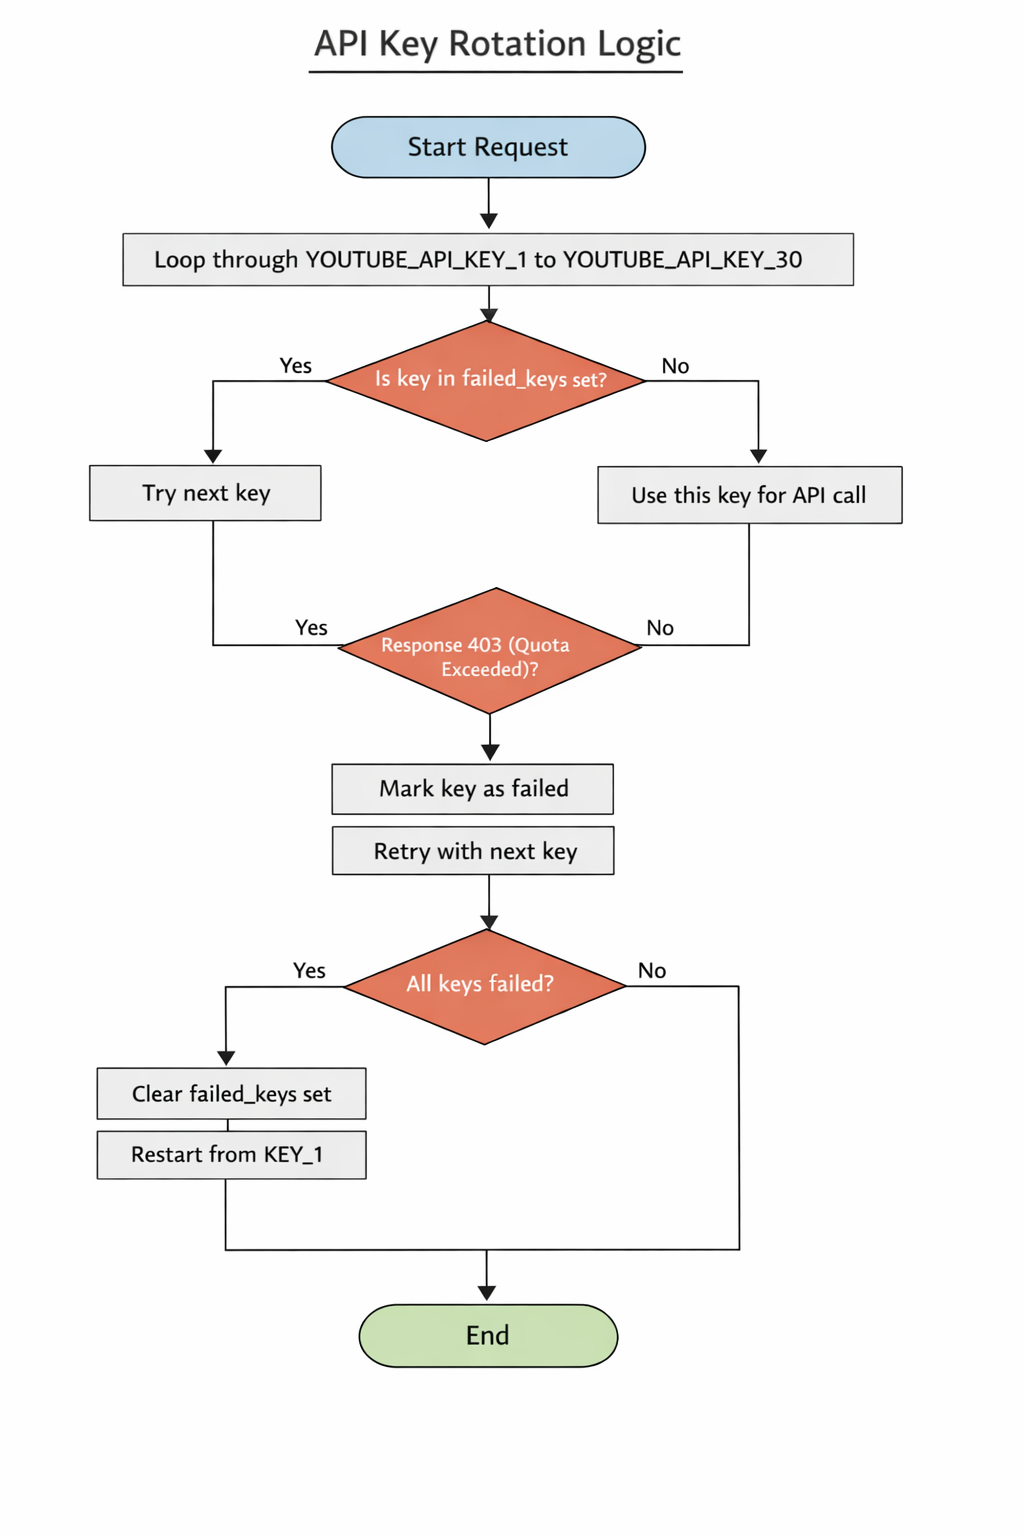 API Key Rotation Logic
Start Request
Loop through YOUTUBE_API_KEY_1 to YOUTUBE_API_KEY_30
Yes
No
Is key in failed_keys set?
Try next key
Use this key for API call
Yes
No
Response 403 (Quota
Exceeded)?
Mark key as failed
Retry with next key
Yes
No
All keys failed?
Clear failed_keys set
Restart from KEY_1
End